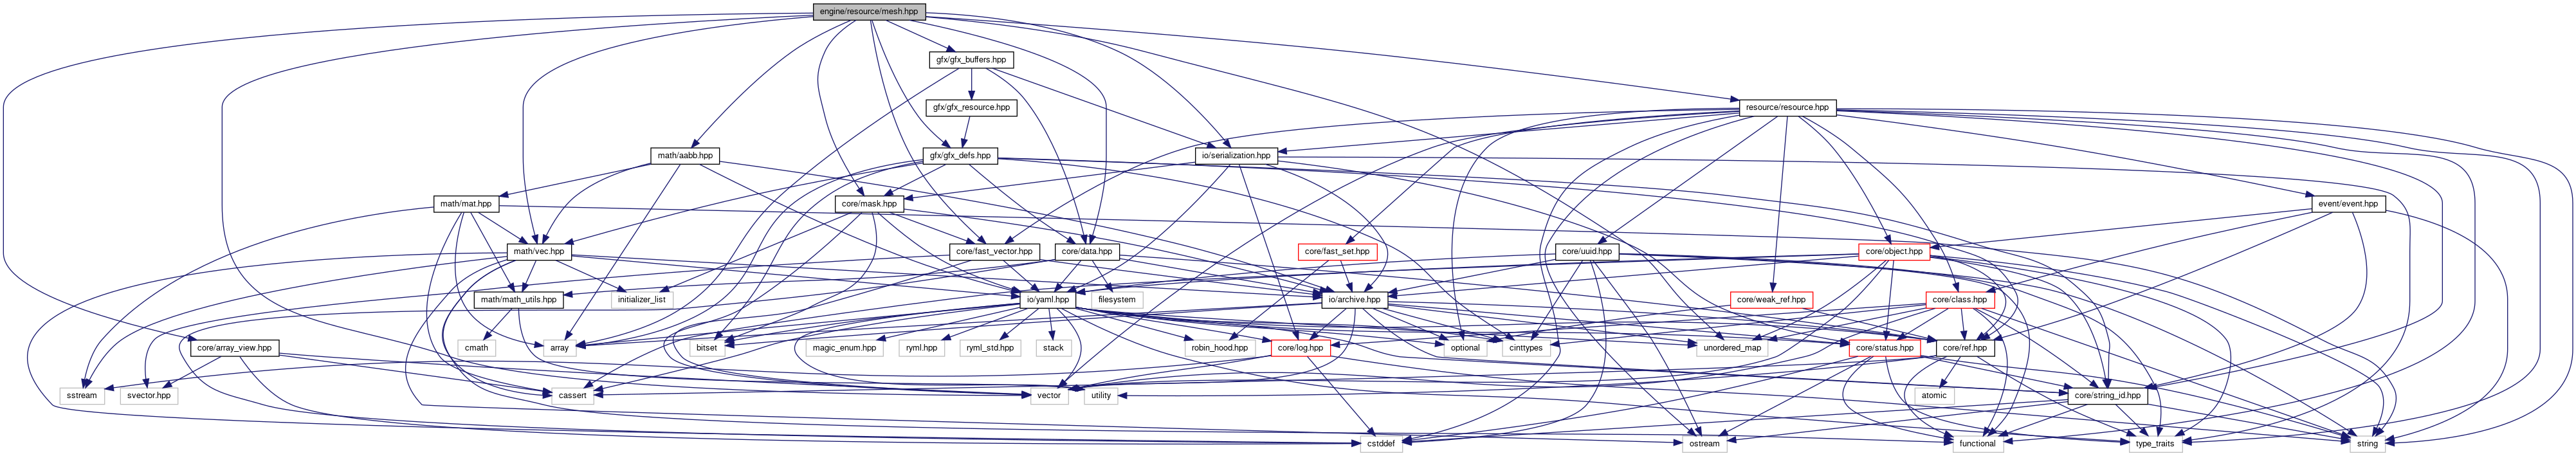 engine/resource/mesh.hpp
gfx/gfx_buffers.hpp
gfx/gfx_resource.hpp
resource/resource.hpp
math/aabb.hpp
gfx/gfx_defs.hpp
io/serialization.hpp
math/mat.hpp
core/mask.hpp
event/event.hpp
math/vec.hpp
core/fast_vector.hpp
core/data.hpp
core/fast_set.hpp
core/uuid.hpp
core/object.hpp
math/math_utils.hpp
initializer_list
io/yaml.hpp
filesystem
io/archive.hpp
core/weak_ref.hpp
core/class.hpp
core/array_view.hpp
cmath
array
bitset
magic_enum.hpp
ryml.hpp
ryml_std.hpp
stack
robin_hood.hpp
core/log.hpp
optional
cinttypes
unordered_map
core/status.hpp
core/ref.hpp
sstream
svector.hpp
cassert
vector
utility
atomic
core/string_id.hpp
cstddef
ostream
functional
type_traits
string